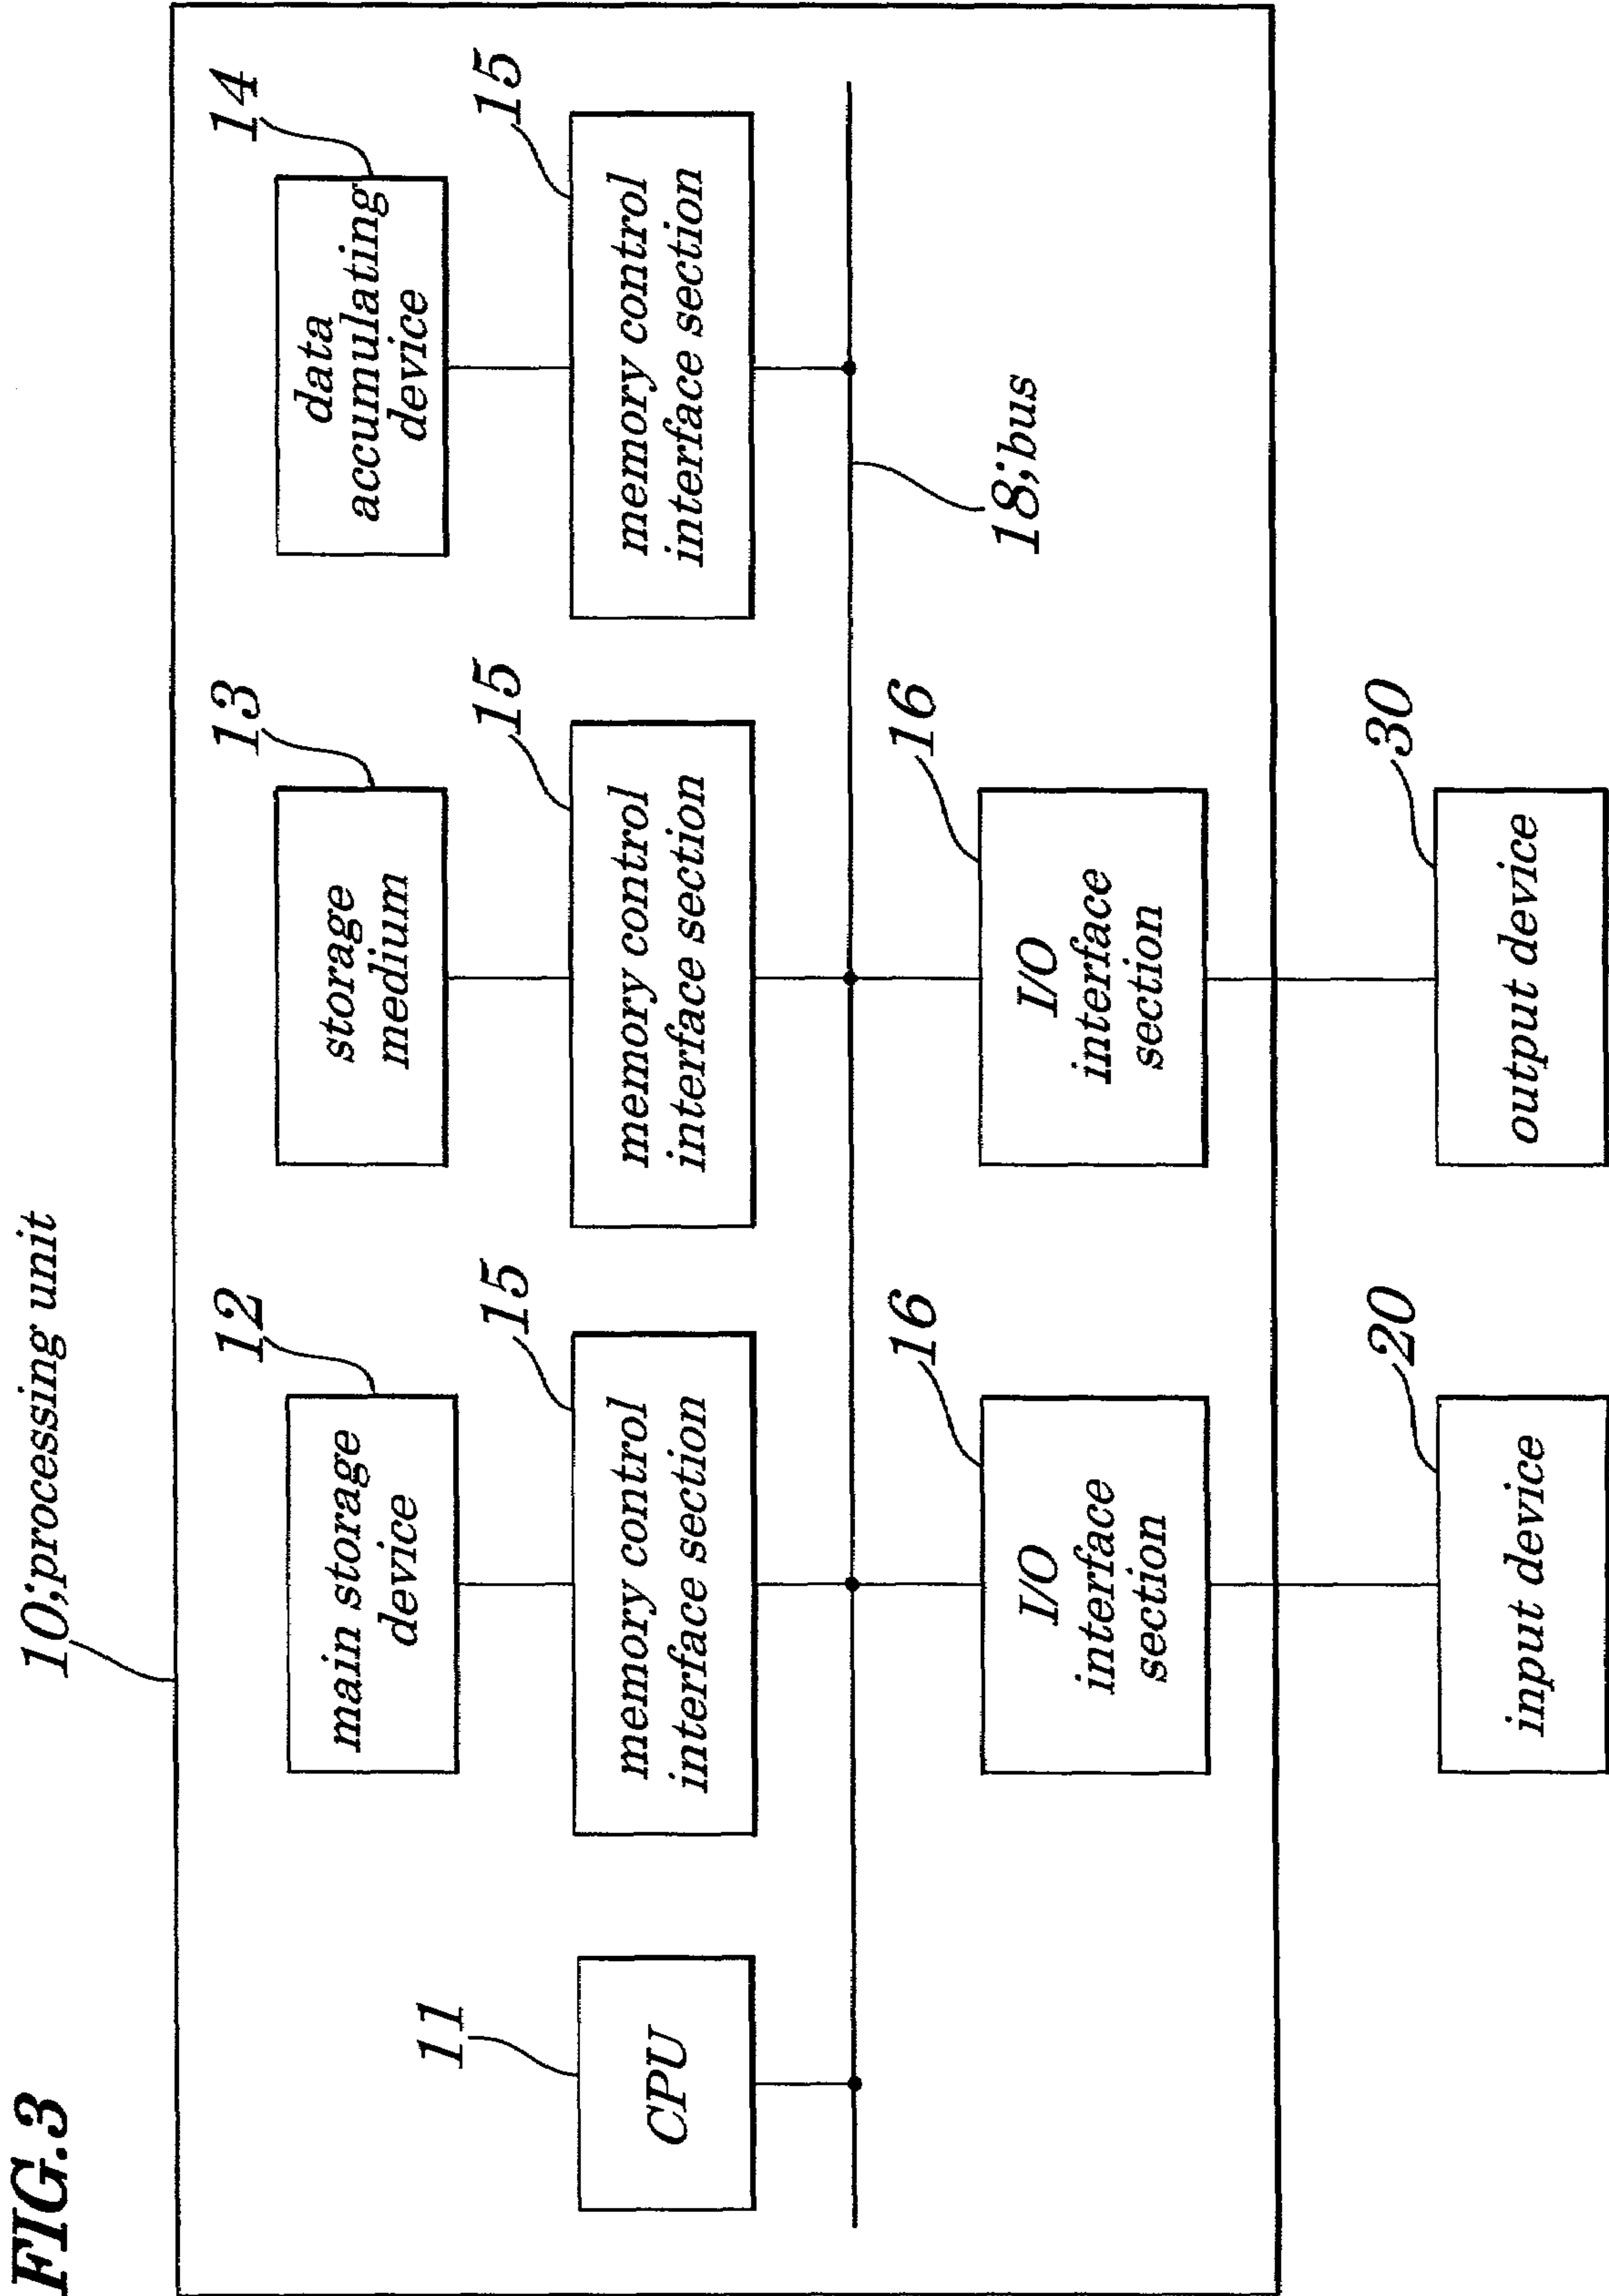 FIG.3
10;processing unit
12
13
14
main storage
device
storage
medium
data
accumulating
device
11
15
15
15
CPU
memory control
interface section
memory control
interface section
memory control
interface section
18;bus
16
16
I/O
interface
section
I/O
interface
section
20
30
input device
output device